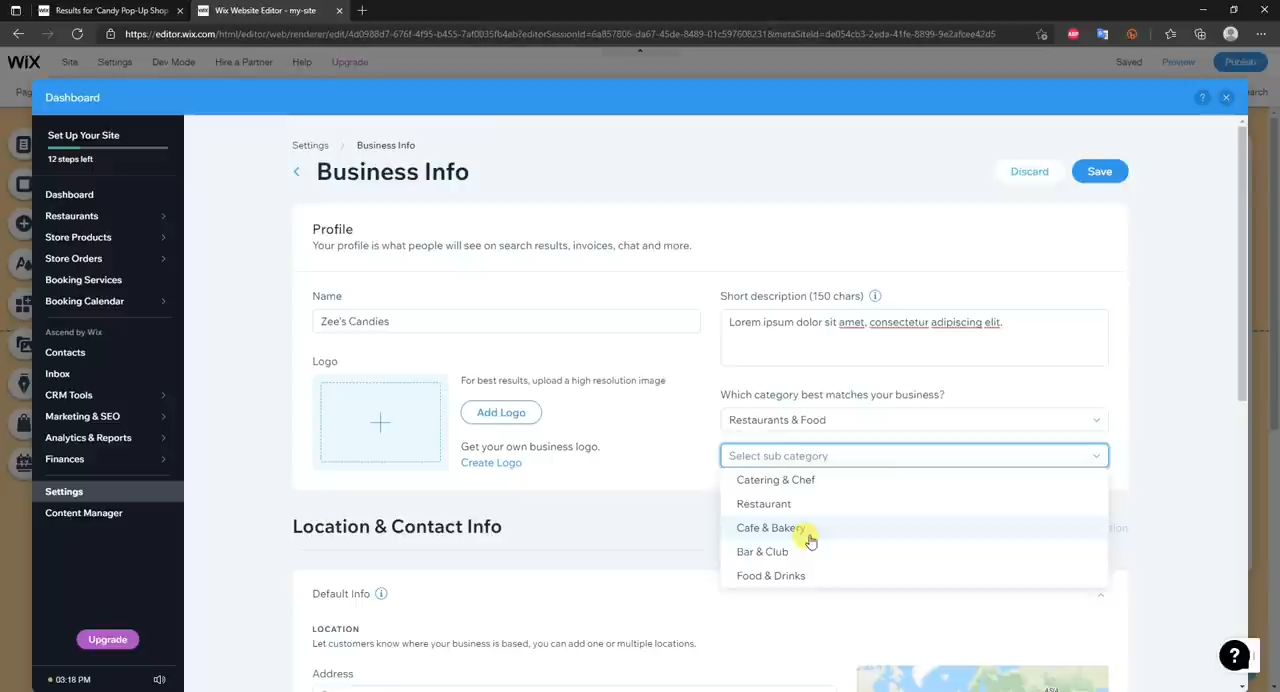 Results for 'Candy Pop-Up Shop
Wix Website Editor - my-site
https://editor.wix.com/html/editor/web/renderer/edit/4d0988d7-676f-4f95-b455-7af0035fb4eb?editorSessionId=6a857806-da67-45de-8489-01c597608231&metaSiteId=de054cb3-2eda-41fe-8899-9e2afcae42d5
WiX
Site
Settings
Dev Mode
Hire a Partner
Help
Upgrade
Saved
Preview
Publish
Dashboard
?
Set Up Your Site
12 steps left
Dashboard
Restaurants
Store Products
Store Orders
Booking Services
Booking Calendar
Ascend by Wix
Contacts
Inbox
CRM Tools
Marketing & SEO
Analytics & Reports
Finances
Settings
Content Manager
Upgrade
03:18 PM
Settings
Business Info
Business Info
Discard
Save
Profile
Your profile is what people will see on search results, invoices, chat and more.
Name
Zee's Candies
Logo
For best results, upload a high resolution image
Add Logo
Get your own business logo.
Create Logo
Short description (150 chars)
Lorem ipsum dolor sit amet, consectetur adipiscing elit.
Which category best matches your business?
Restaurants & Food
Select sub category
Catering & Chef
Restaurant
Cafe & Bakery
Bar & Club
Food & Drinks
Location & Contact Info
Default Info
LOCATION
Let customers know where your business is based, you can add one or multiple locations.
Address
ASIA
?